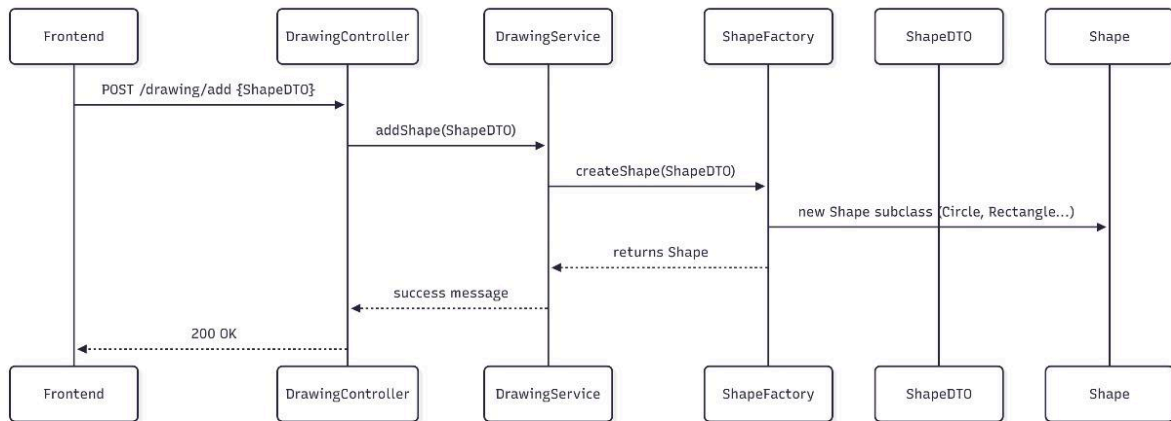 Frontend
DrawingController
DrawingService
ShapeFactory
ShapeDTO
Shape
POST /drawing/add {ShapeDTO}
addShape(ShapeDTO)
createShape(ShapeDTO)
new Shape subclass (Circle, Rectangle...)
returns Shape
success message
200 OK
Frontend
DrawingController
DrawingService
ShapeFactory
ShapeDTO
Shape